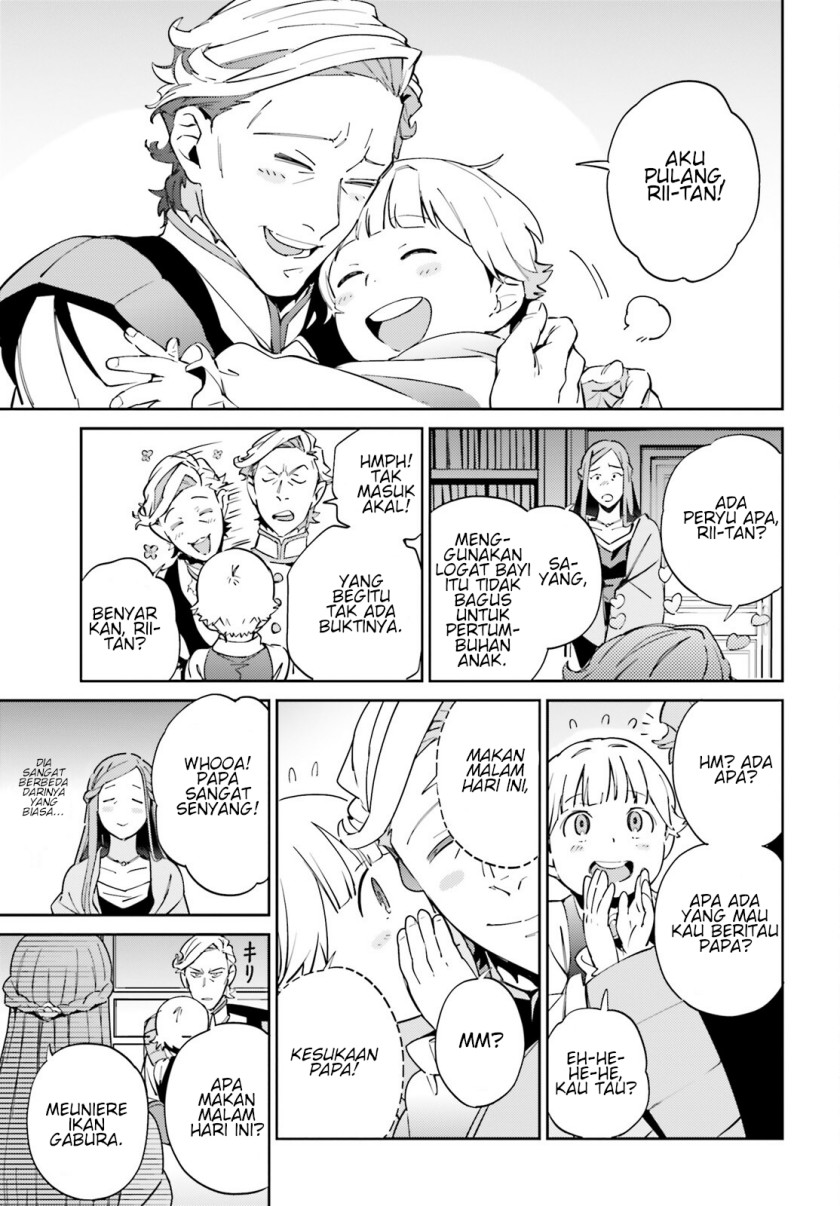 AKU
PULANG,
RII-TAN!
ADA
PERYU APA,
RII-TAN?
SA-
YANG,
MENG-
GUNAKAN
LOGAT BAYI
ITU TIDAK
BAGUS
UNTUK
PERTUM-
BUHAN
ANAK.
HMPH!
TAK
MASUK
AKAL!
YANG
BEGITU
TAK ADA
BUKTINYA.
BENYAR
KAN, RII-
TAN?
HM? ADA
APA?
APA ADA
YANG MAU
KAU BERITAU
PAPA?
EH-HE-
HE-HE,
KAU TAU?
MAKAN
MALAM
HARI INI,
MM?
KESUKAAN
PAPA!
WHOOA!
PAPA
SANGAT
SENYANG!
DIA
SANGAT
BERBEDA
DARINYA
YANG
BIASA...
キリ
APA
MAKAN
MALAM
HARI INI?
MEUNIERE
IKAN
GABURA.